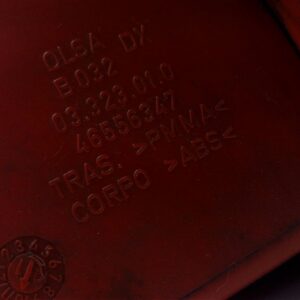 OLSA DX
B 032
03.323.01.0
46556347
TRAS. >PMMA<
CORPO >ABS<